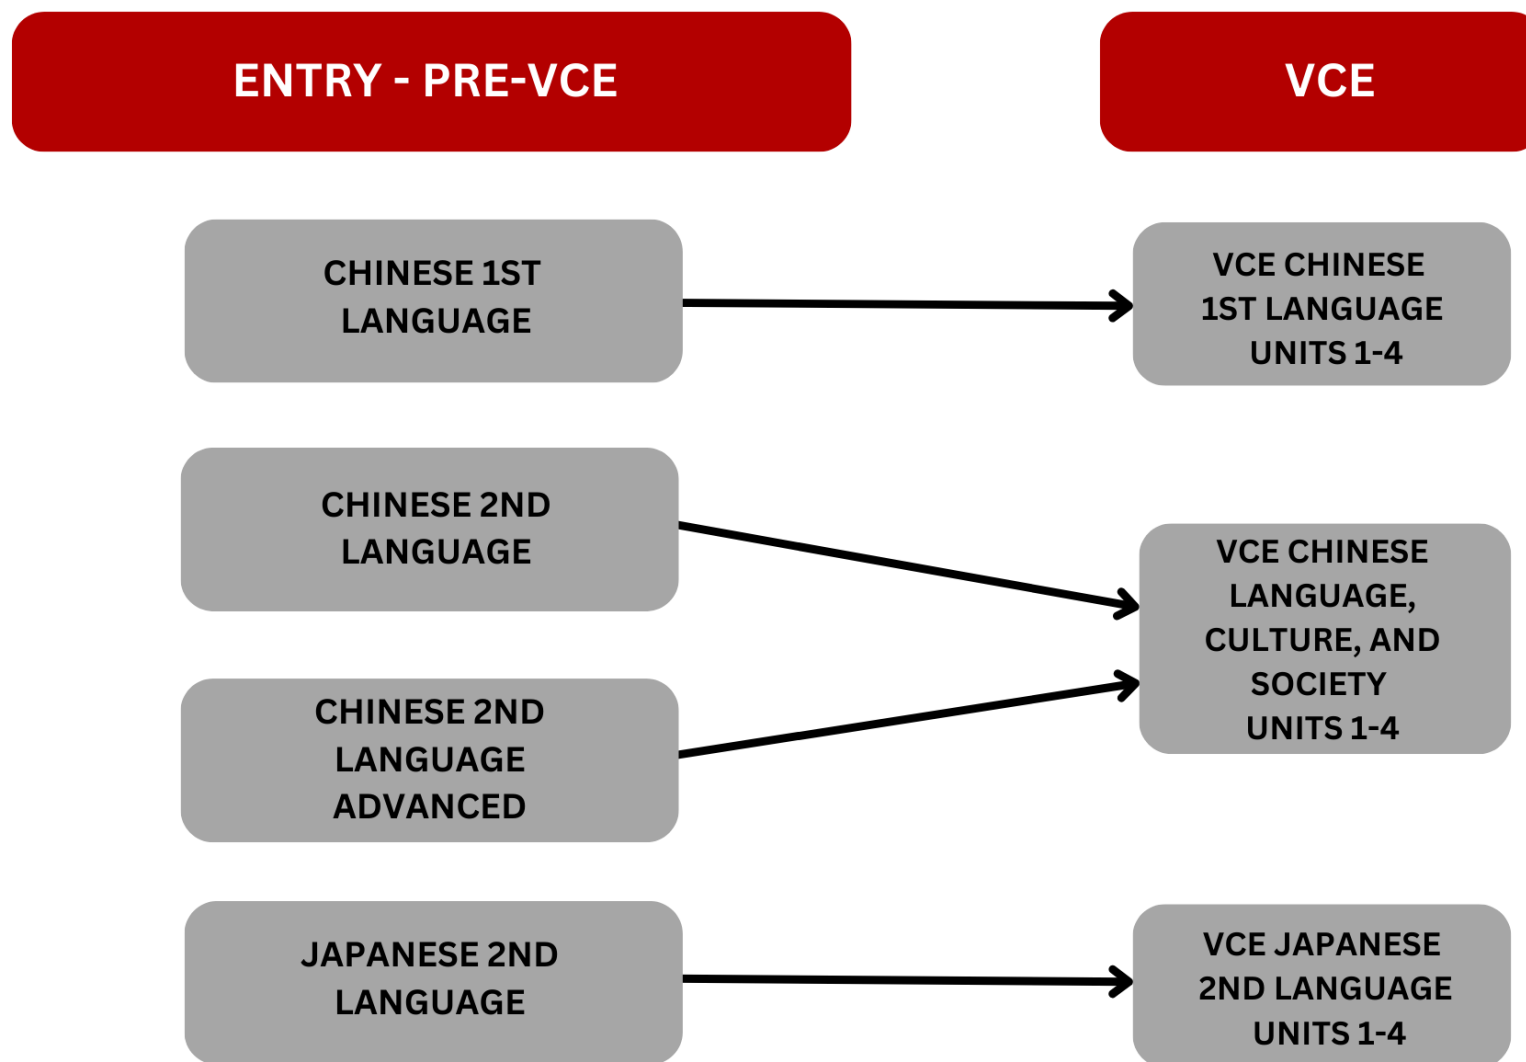 ENTRY - PRE-VCE
VCE
CHINESE 1ST
LANGUAGE
VCE CHINESE
1ST LANGUAGE
UNITS 1-4
CHINESE 2ND
LANGUAGE
CHINESE 2ND
LANGUAGE
ADVANCED
VCE CHINESE
LANGUAGE,
CULTURE, AND
SOCIETY
UNITS 1-4
JAPANESE 2ND
LANGUAGE
VCE JAPANESE
2ND LANGUAGE
UNITS 1-4